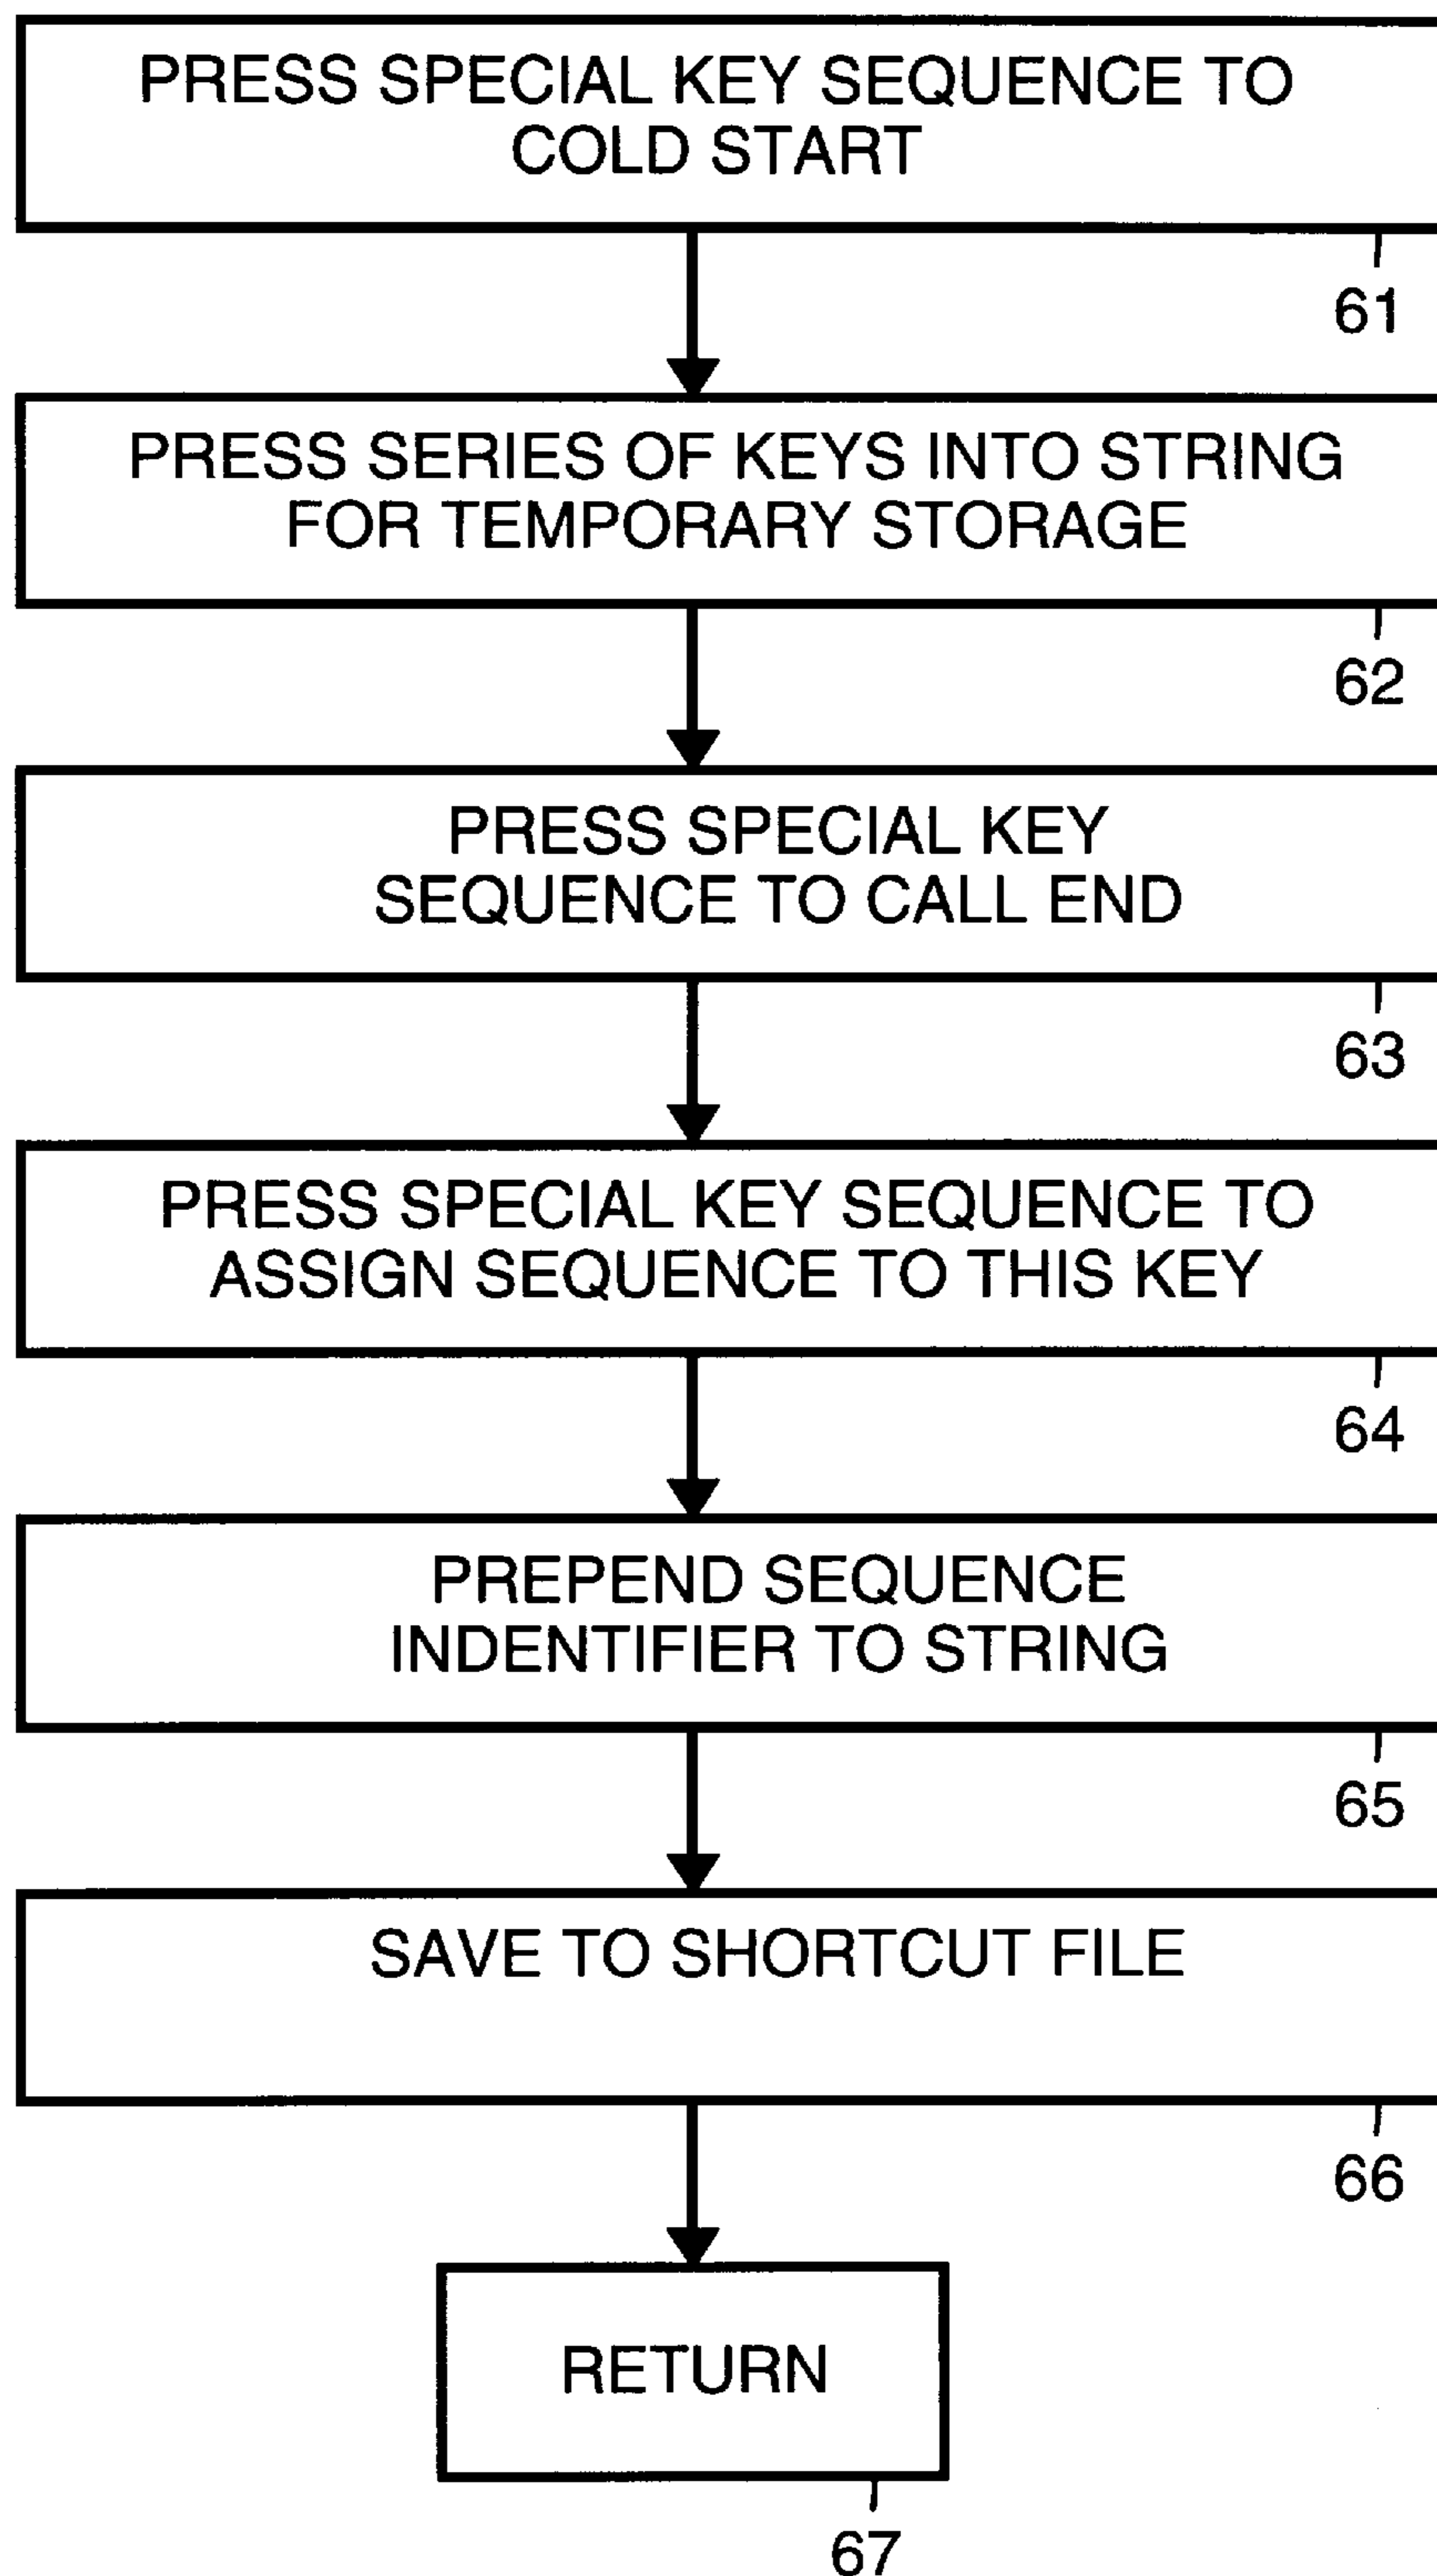 PRESS SPECIAL KEY SEQUENCE TO
COLD START
61
PRESS SERIES OF KEYS INTO STRING
FOR TEMPORARY STORAGE
62
PRESS SPECIAL KEY
SEQUENCE TO CALL END
63
PRESS SPECIAL KEY SEQUENCE TO
ASSIGN SEQUENCE TO THIS KEY
64
PREPEND SEQUENCE
INDENTIFIER TO STRING
65
SAVE TO SHORTCUT FILE
66
RETURN
67